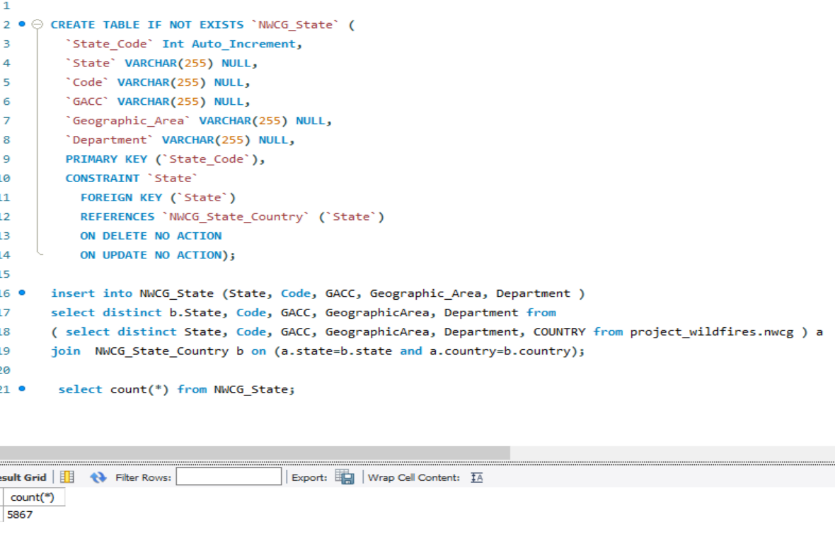 1
2 CREATE TABLE IF NOT EXISTS `NWCG_State` (
3 `State_Code` Int Auto_Increment,
4 `State` VARCHAR(255) NULL,
5 `Code` VARCHAR(255) NULL,
6 `GACC` VARCHAR(255) NULL,
7 `Geographic_Area` VARCHAR(255) NULL,
8 `Department` VARCHAR(255) NULL,
9 PRIMARY KEY (`State_Code`),
10 CONSTRAINT `State`
11 FOREIGN KEY (`State`)
12 REFERENCES `NWCG_State_Country` (`State`)
13 ON DELETE NO ACTION
14 ON UPDATE NO ACTION);
15
16 insert into NWCG_State (State, Code, GACC, Geographic_Area, Department )
17 select distinct b.State, Code, GACC, GeographicArea, Department from
18 ( select distinct State, Code, GACC, GeographicArea, Department, COUNTRY from project_wildfires.nwcg ) a
19 join NWCG_State_Country b on (a.state=b.state and a.country=b.country);
20
21 select count(*) from NWCG_State;
esult Grid Filter Rows: Export: Wrap Cell Content:
count(*)
5867